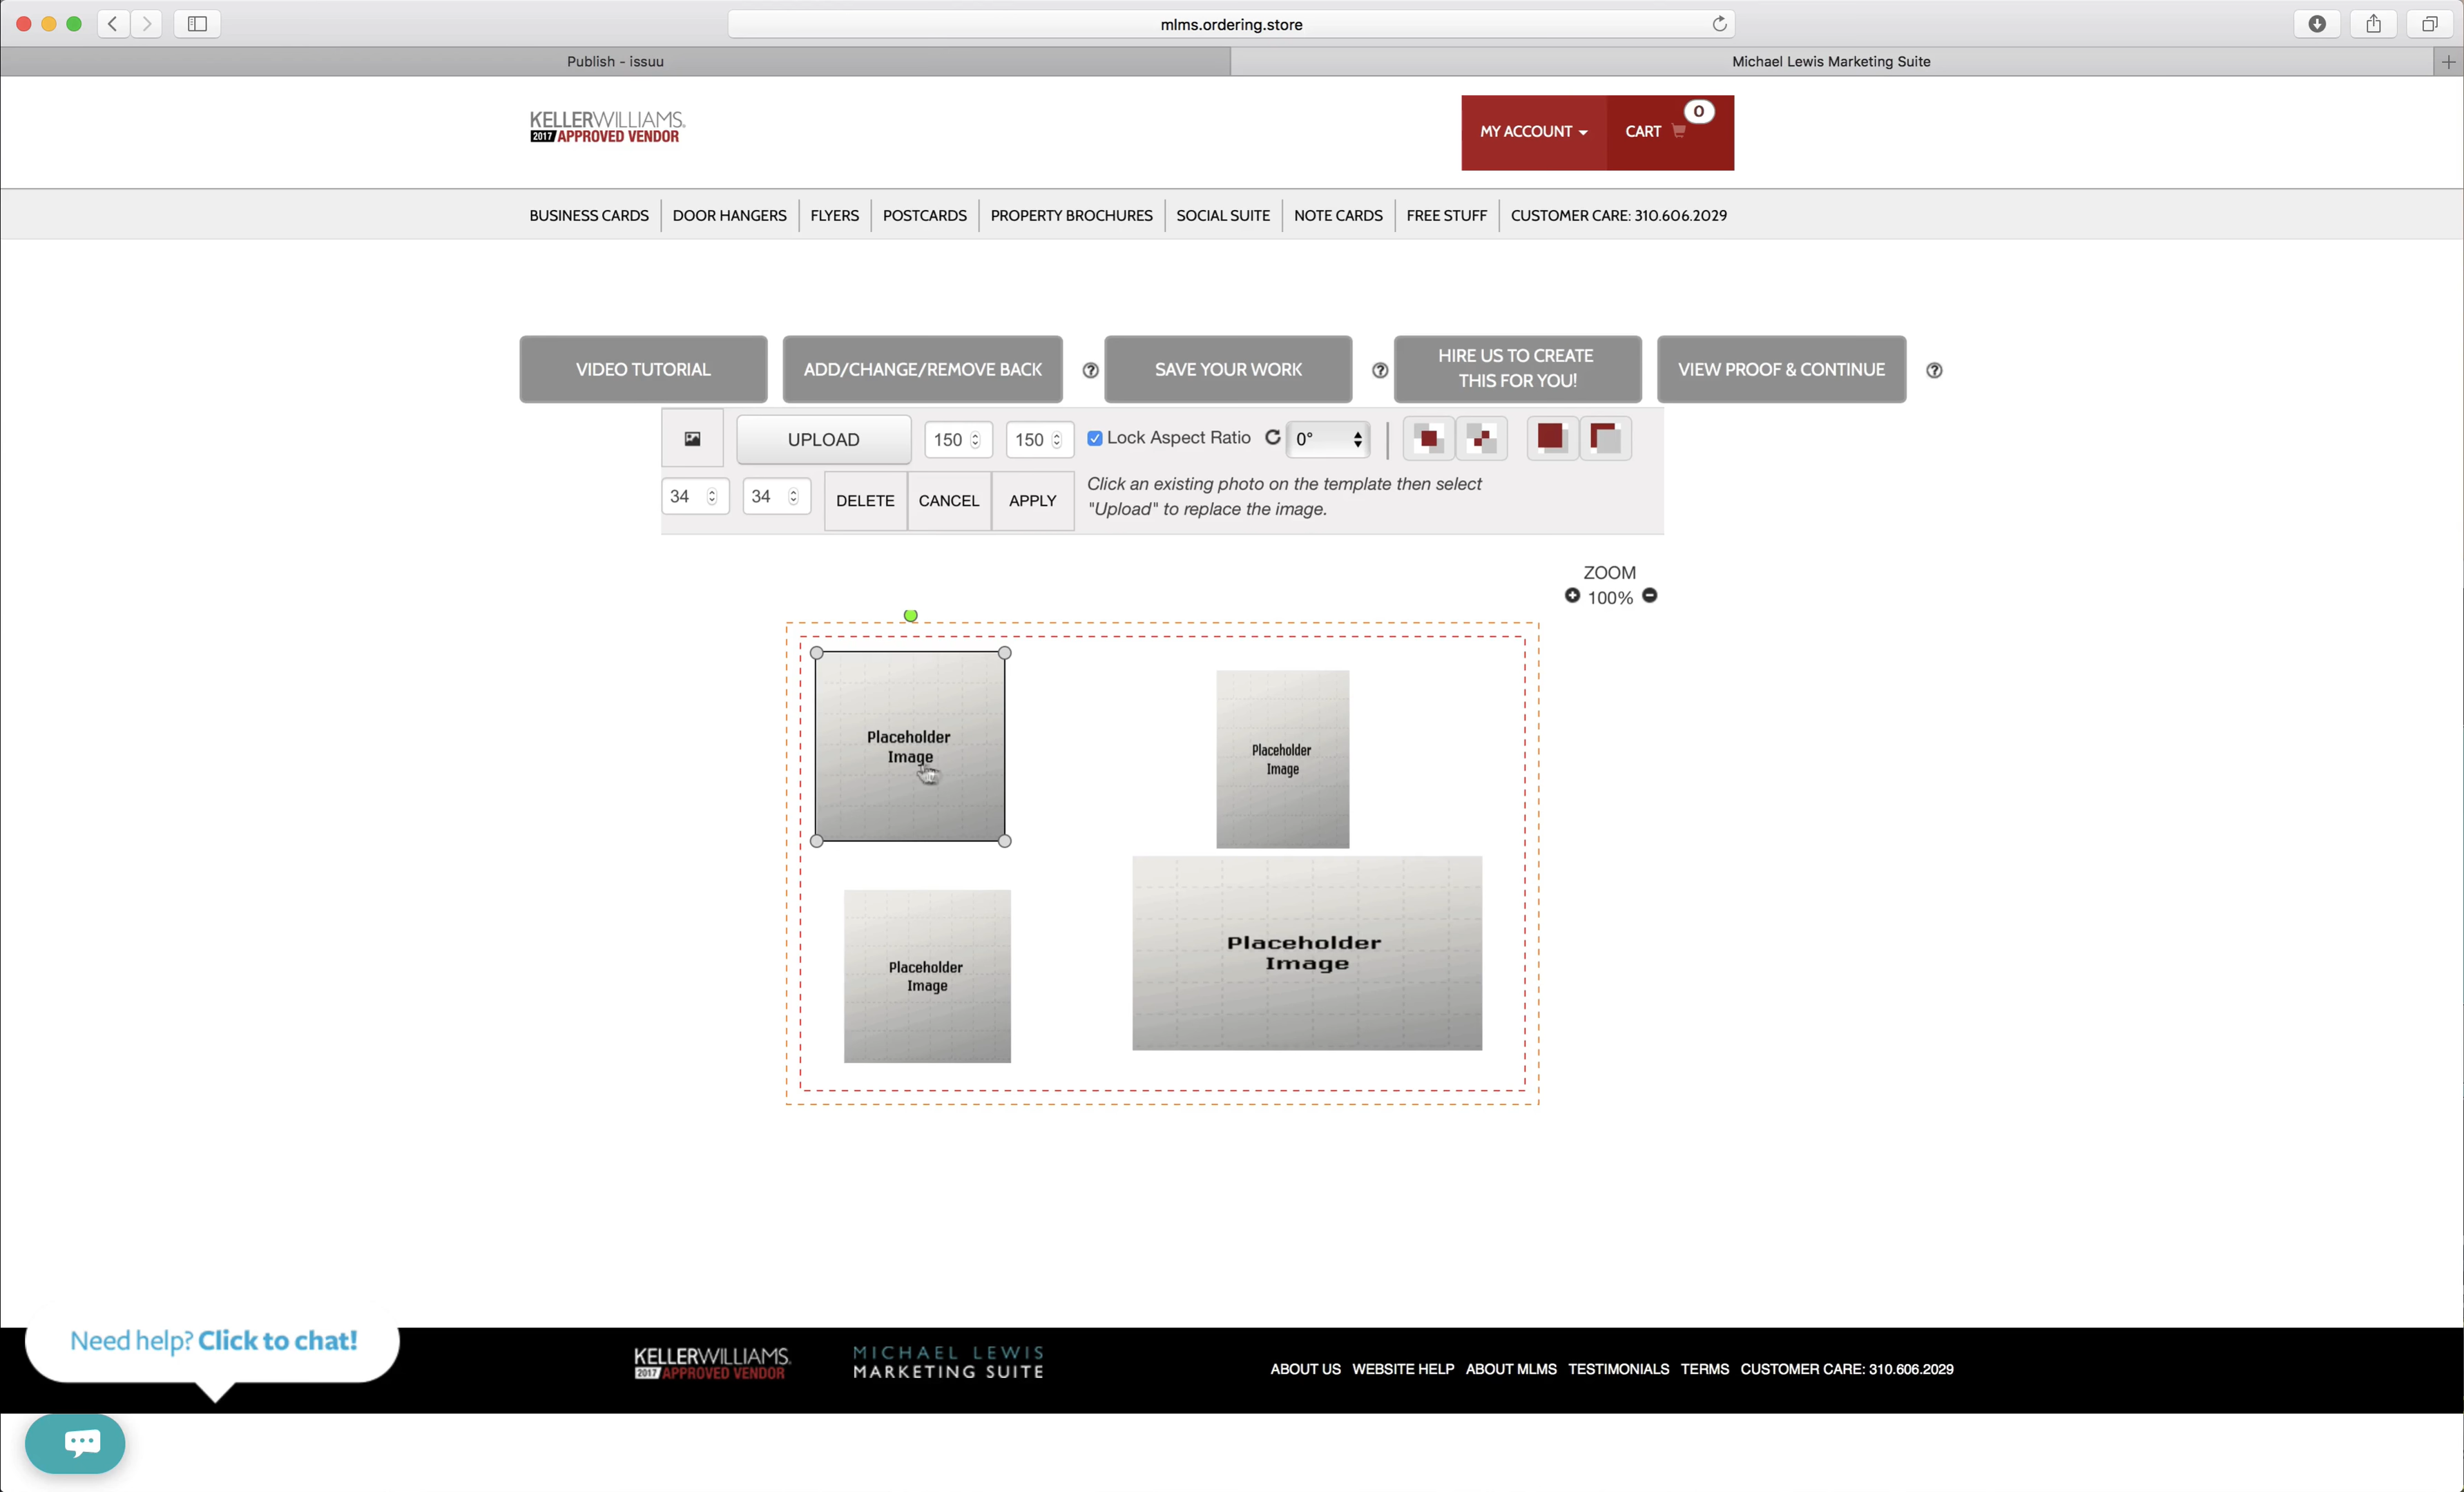 mlms.ordering.store
Publish - issuu
Michael Lewis Marketing Suite
KELLERWILLIAMS.
2017 APPROVED VENDOR
MY ACCOUNT
CART
0
BUSINESS CARDS
DOOR HANGERS
FLYERS
POSTCARDS
PROPERTY BROCHURES
SOCIAL SUITE
NOTE CARDS
FREE STUFF
CUSTOMER CARE: 310.606.2029
VIDEO TUTORIAL
ADD/CHANGE/REMOVE BACK
?
SAVE YOUR WORK
?
HIRE US TO CREATE
THIS FOR YOU!
VIEW PROOF & CONTINUE
?
UPLOAD
150
150
Lock Aspect Ratio
0°
34
34
DELETE
CANCEL
APPLY
Click an existing photo on the template then select
"Upload" to replace the image.
ZOOM
100%
Placeholder
Image
Placeholder
Image
Placeholder
Image
Placeholder
Image
Need help? Click to chat!
KELLERWILLIAMS.
2017 APPROVED VENDOR
MICHAEL LEWIS
MARKETING SUITE
ABOUT US
WEBSITE HELP
ABOUT MLMS
TESTIMONIALS
TERMS
CUSTOMER CARE: 310.606.2029